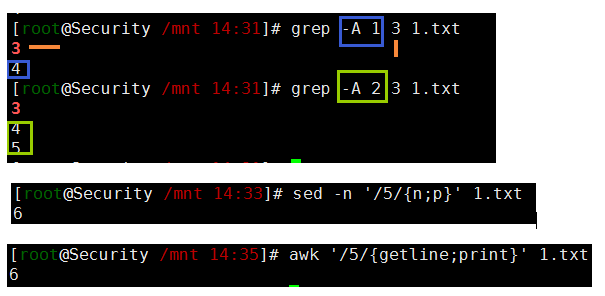 [root@Security /mnt 14:31]# grep -A 1 3 1.txt
3
4
[root@Security /mnt 14:31]# grep -A 2 3 1.txt
3
4
5
[root@Security /mnt 14:33]# sed -n '/5/{n;p}' 1.txt
6
[root@Security /mnt 14:35]# awk '/5/{getline;print}' 1.txt
6